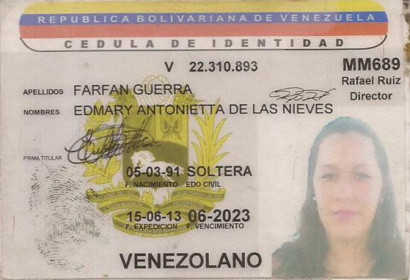 REPUBLICA BOLIVARIANA DE VENEZUELA
CEDULA DE IDENTIDAD
V 22.310.893
MM689
Rafael Ruiz
Director
APELLIDOS FARFAN GUERRA
NOMBRES EDMARY ANTONIETTA DE LAS NIEVES
FIRMA TITULAR
05-03-91 SOLTERA
F. NACIMIENTO EDO CIVIL
15-06-13 06-2023
F. EXPEDICION F. VENCIMIENTO
VENEZOLANO